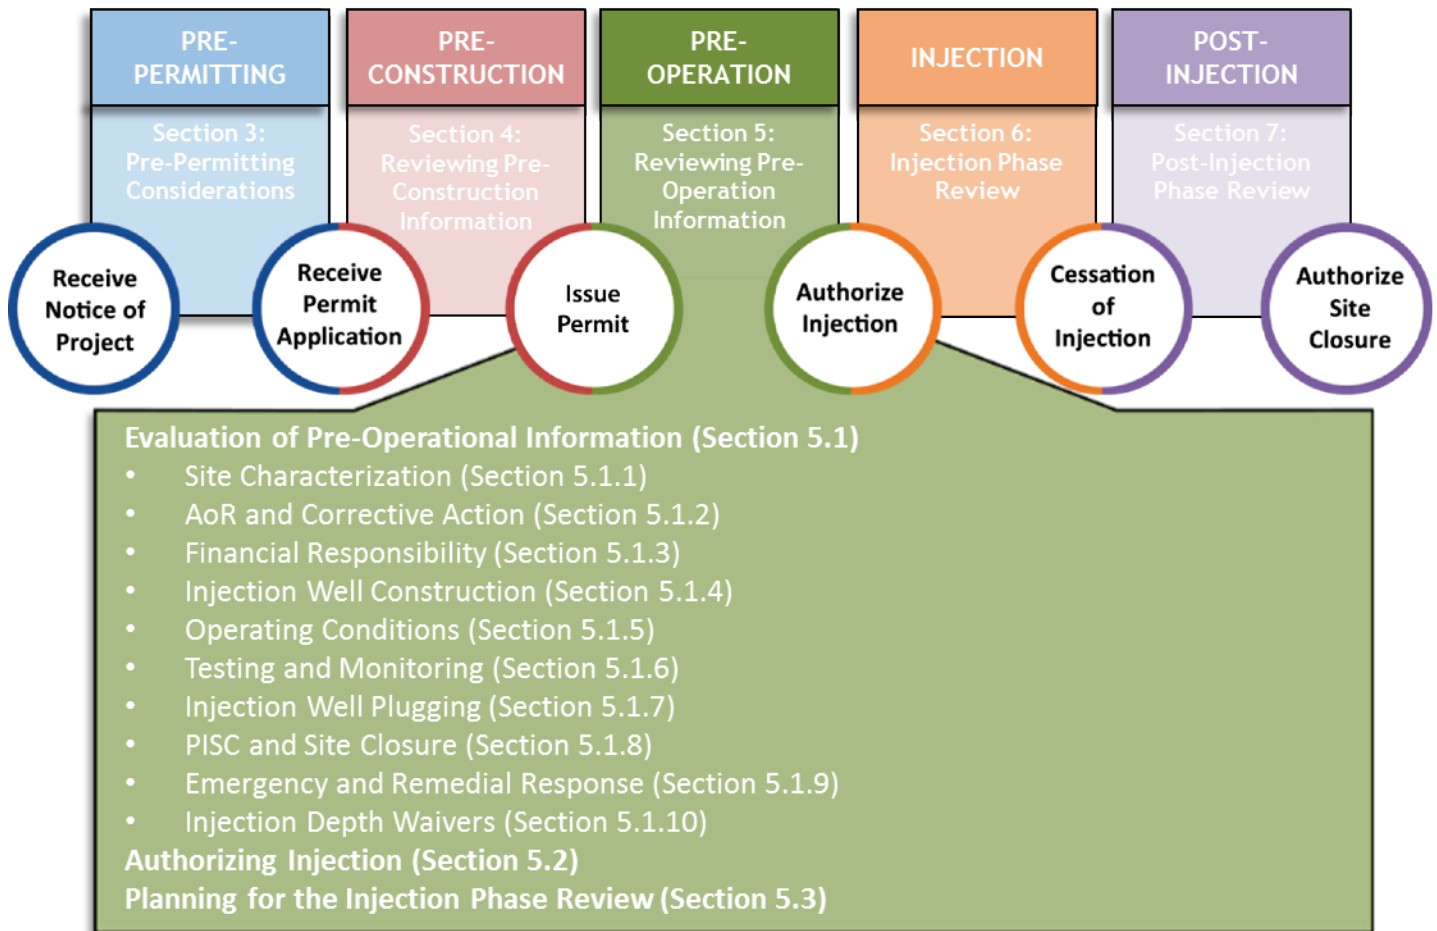 PRE-
PERMITTING
PRE-
CONSTRUCTION
PRE-
OPERATION
INJECTION
POST-
INJECTION
Section 3:
Pre-Permitting
Considerations
Section 4:
Reviewing Pre-
Construction
Information
Section 5:
Reviewing Pre-
Operation
Information
Section 6:
Injection Phase
Review
Section 7:
Post-Injection
Phase Review
Receive
Notice of
Project
Receive
Permit
Application
Issue
Permit
Authorize
Injection
Cessation
of
Injection
Authorize
Site
Closure
Evaluation of Pre-Operational Information (Section 5.1)
• Site Characterization (Section 5.1.1)
• AoR and Corrective Action (Section 5.1.2)
• Financial Responsibility (Section 5.1.3)
• Injection Well Construction (Section 5.1.4)
• Operating Conditions (Section 5.1.5)
• Testing and Monitoring (Section 5.1.6)
• Injection Well Plugging (Section 5.1.7)
• PISC and Site Closure (Section 5.1.8)
• Emergency and Remedial Response (Section 5.1.9)
• Injection Depth Waivers (Section 5.1.10)
Authorizing Injection (Section 5.2)
Planning for the Injection Phase Review (Section 5.3)